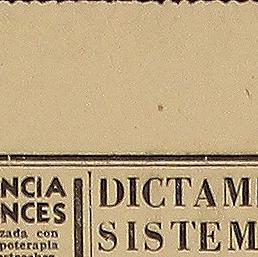 NCIA
NCES
zada con
poterapia
DICTAM
SISTEM